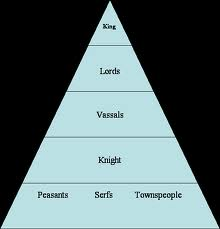 King
Lords
Vassals
Knight
Peasants Serfs Townspeople